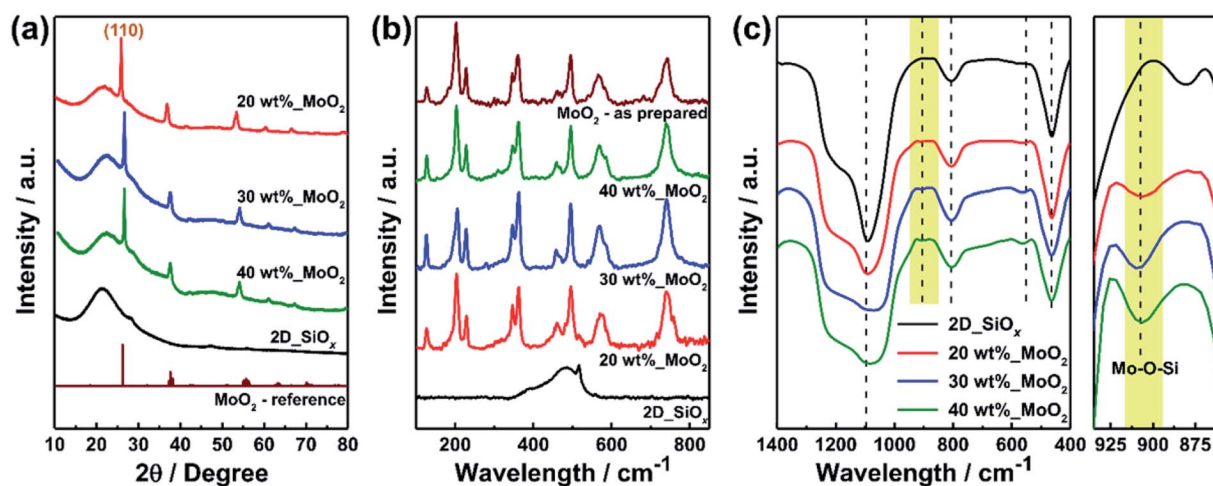 (a)
(110)
20 wt%_MoO2
30 wt%_MoO2
40 wt%_MoO2
2D_SiOx
MoO2 - reference
Intensity / a.u.
10 20 30 40 50 60 70 80
2θ / Degree
(b)
MoO2 - as prepared
40 wt%_MoO2
30 wt%_MoO2
20 wt%_MoO2
2D_SiOx
Intensity / a.u.
200 400 600 800
Wavelength / cm-1
(c)
2D_SiOx
20 wt%_MoO2
30 wt%_MoO2
40 wt%_MoO2
Intensity / a.u.
1400 1200 1000 800 600 400
Wavelength / cm-1
Mo-O-Si
925 900 875